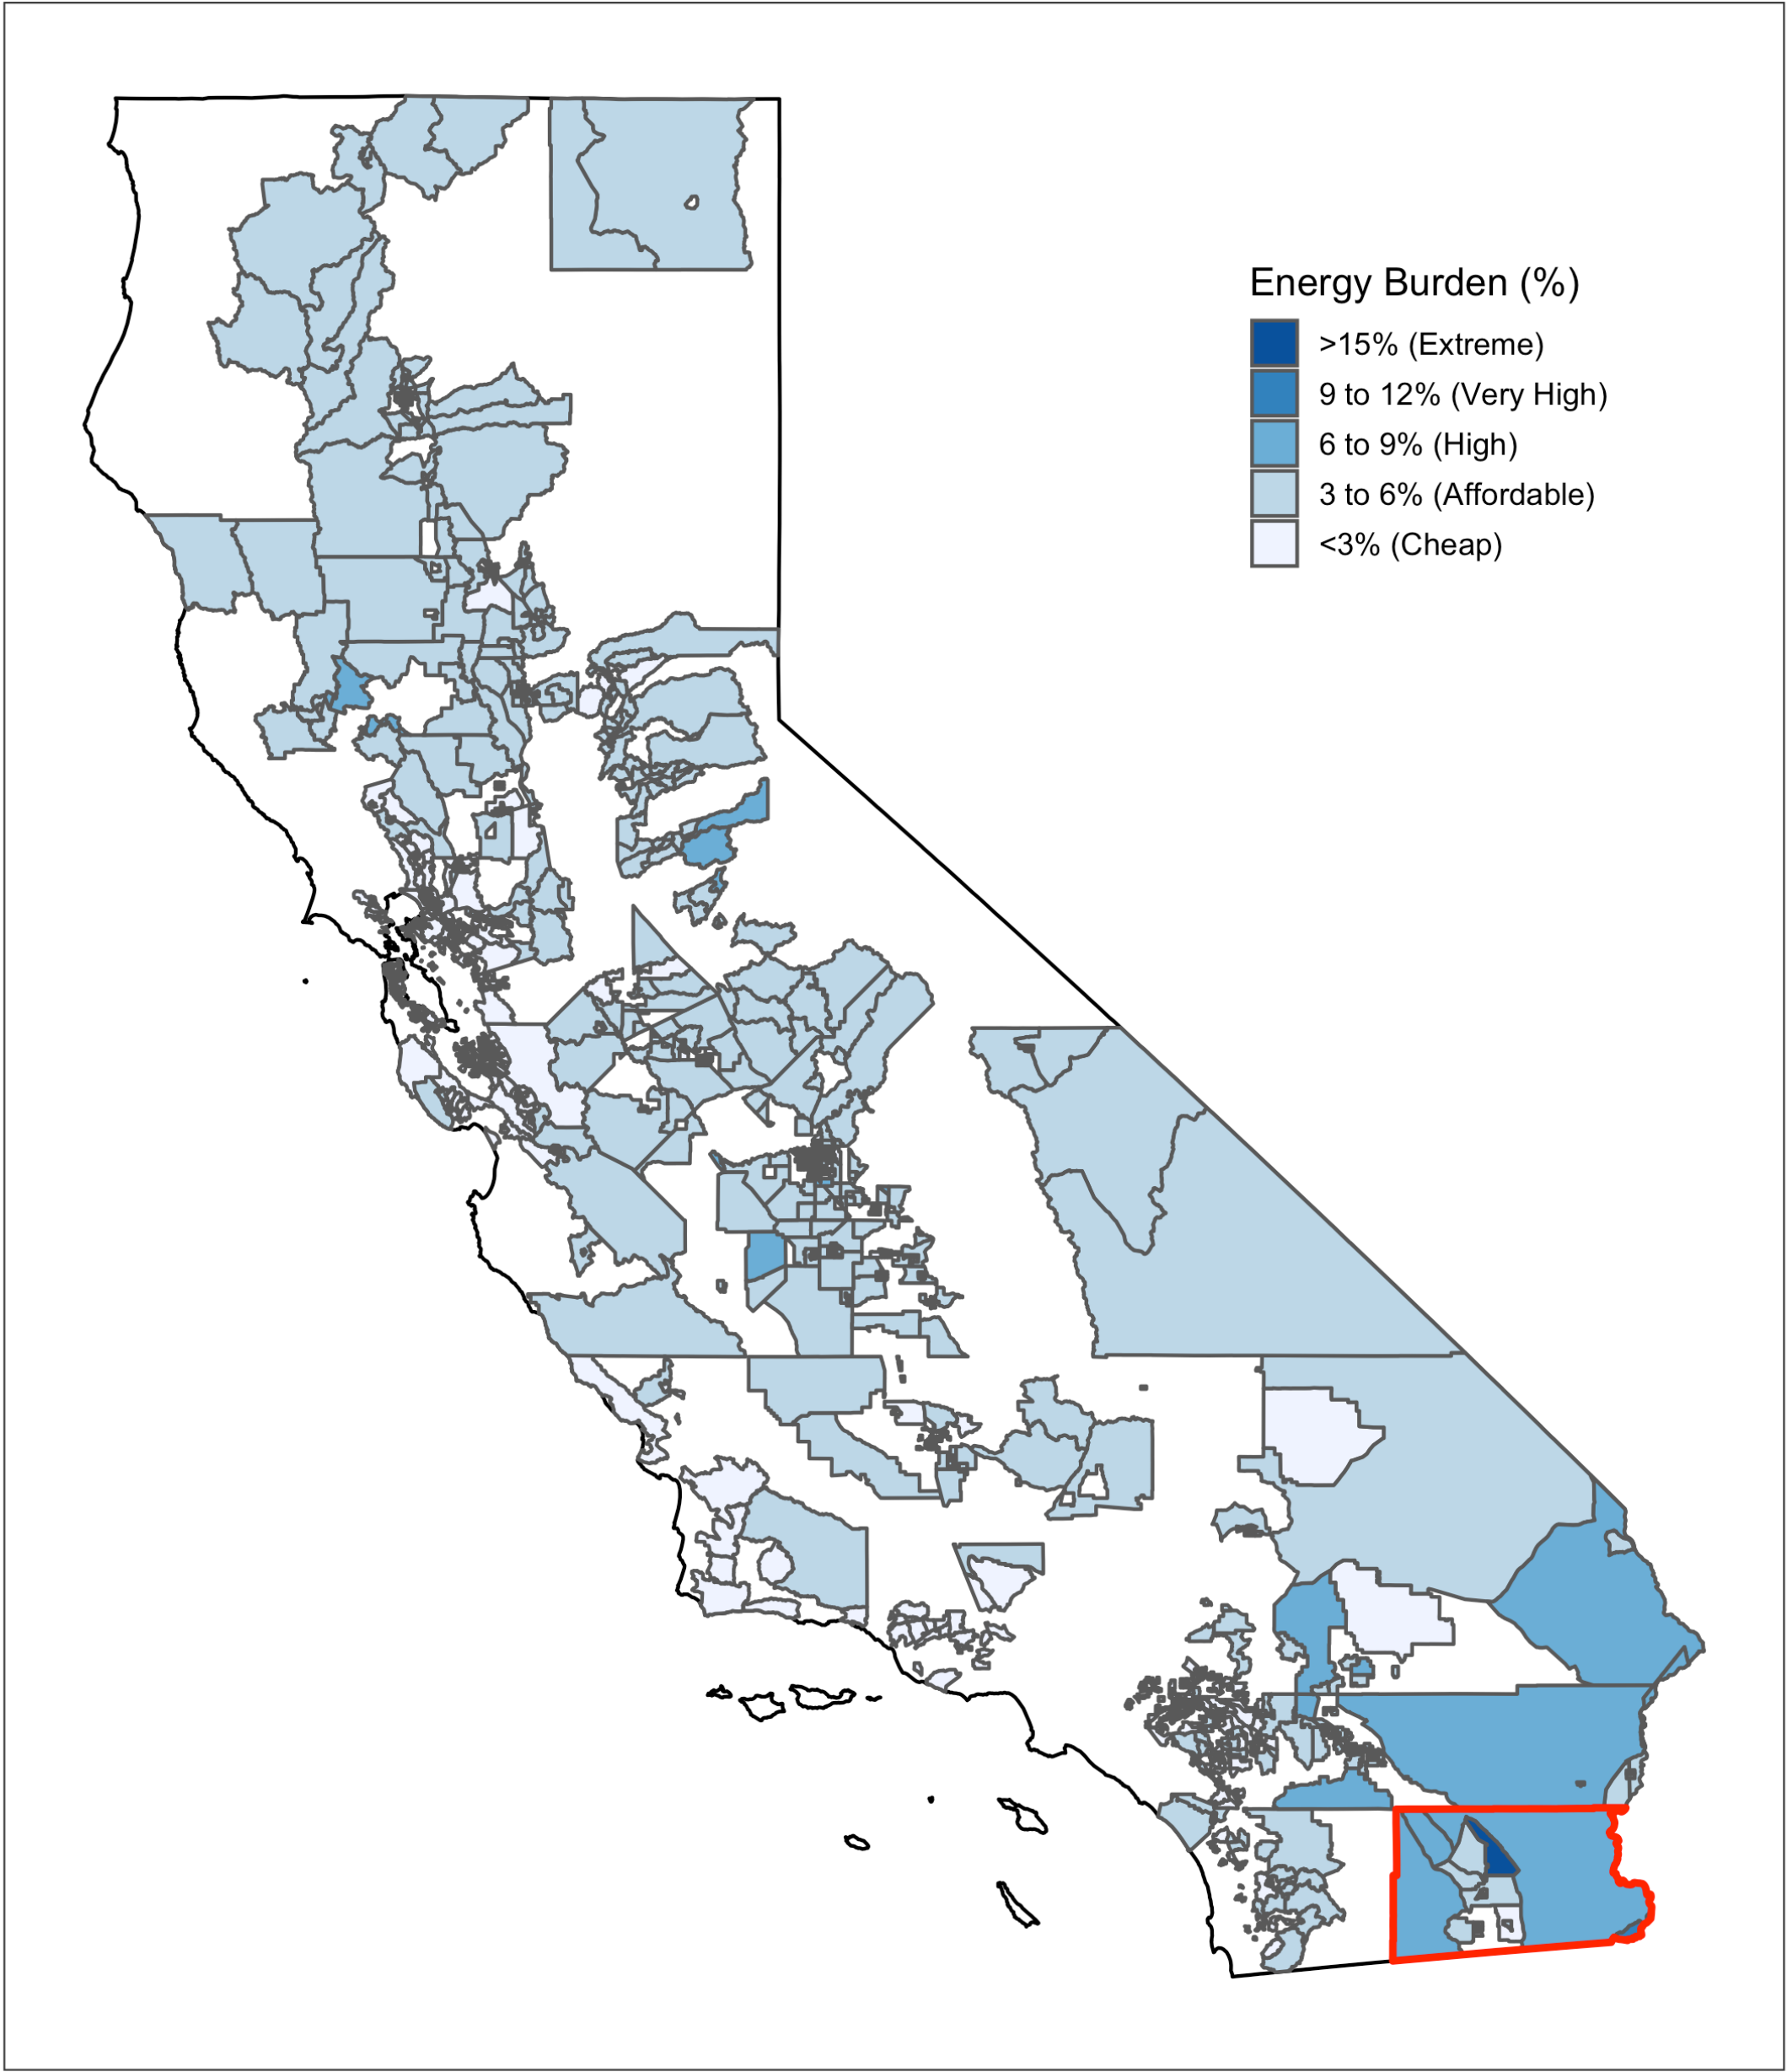 Energy Burden (%)
>15% (Extreme)
9 to 12% (Very High)
6 to 9% (High)
3 to 6% (Affordable)
<3% (Cheap)